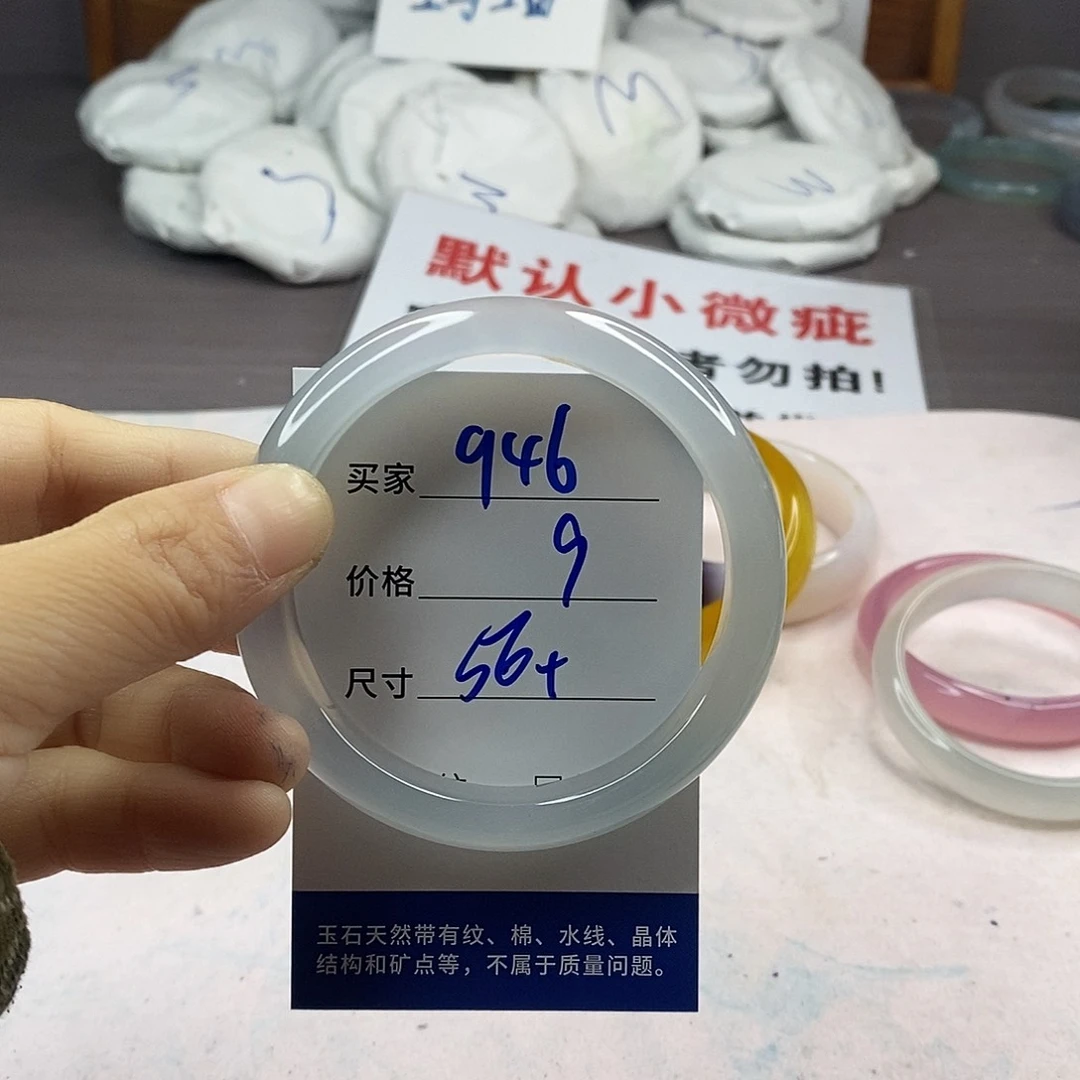 默认小微疵
者勿拍!
买家 946
价格 9
尺寸 56+
玉石天然带有纹、棉、水线、晶体
结构和矿点等，不属于质量问题。